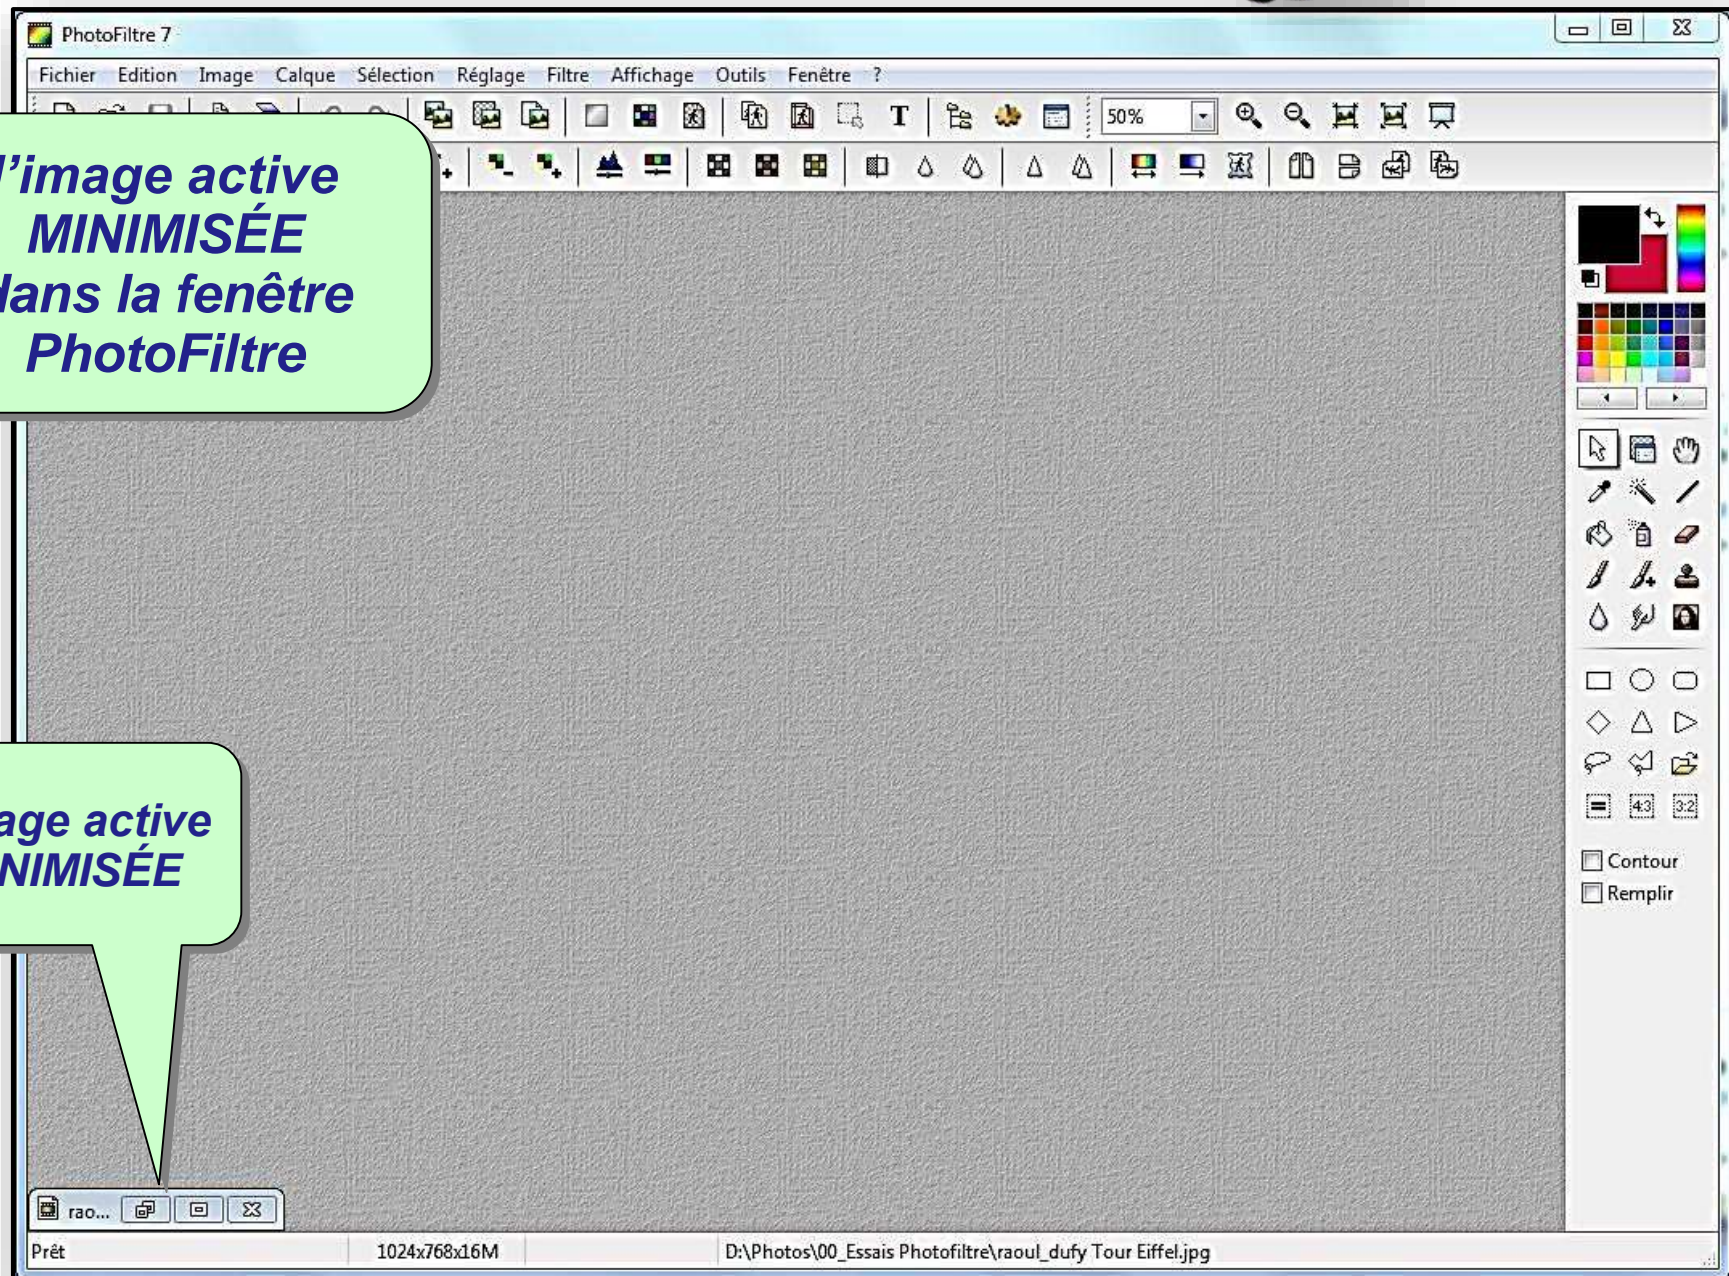 PhotoFiltre 7
Fichier Edition Image Calque Sélection Réglage Filtre Affichage Outils Fenêtre ?
T 50%
l'image active
MINIMISÉE
dans la fenêtre
PhotoFiltre
4:3 3:2
age active
NIMISÉE
Contour
Remplir
rao...
Prêt 1024x768x16M D:\Photos\00_Essais Photofiltre\raoul_dufy Tour Eiffel.jpg